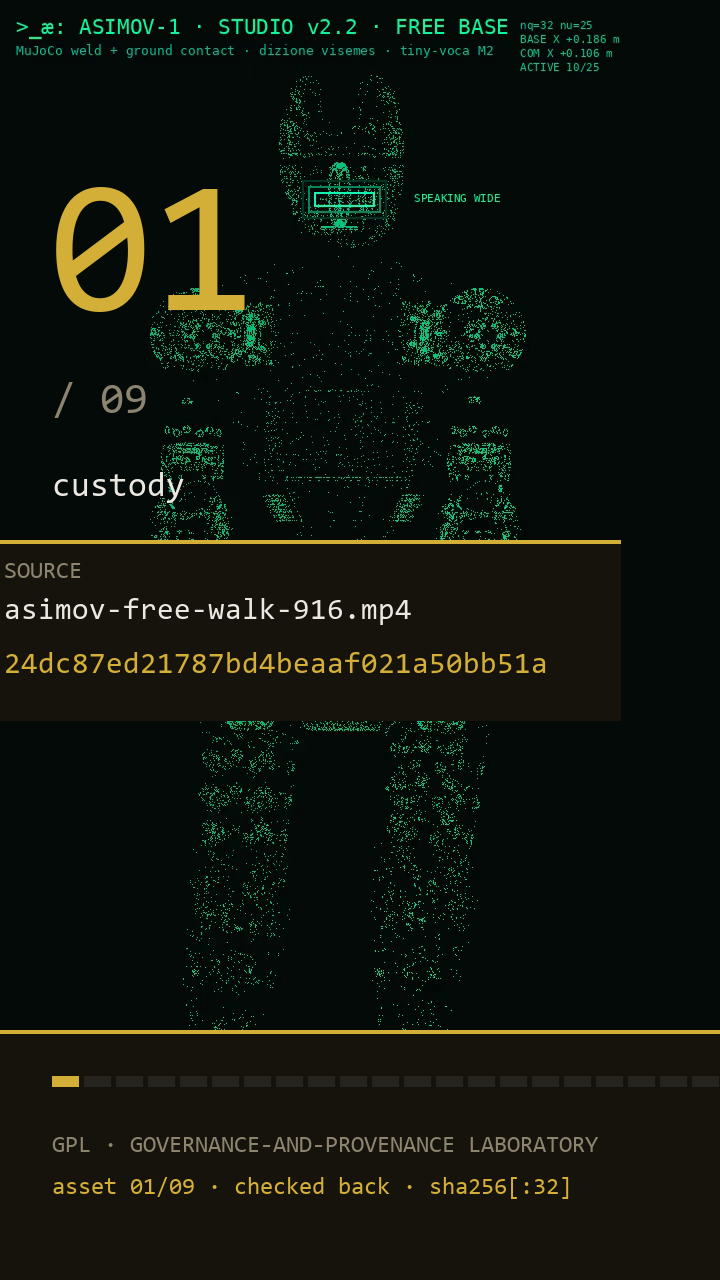 >_æ: ASIMOV-1 · STUDIO v2.2 · FREE BASE
MuJoCo weld + ground contact · dizione visemes · tiny-voca M2
nq=32 nu=25
BASE X +0.186 m
COM X +0.106 m
ACTIVE 10/25
SPEAKING WIDE
01
/ 09
custody
SOURCE
asimov-free-walk-916.mp4
24dc87ed21787bd4beaaf021a50bb51a
GPL · GOVERNANCE-AND-PROVENANCE LABORATORY
asset 01/09 · checked back · sha256[:32]